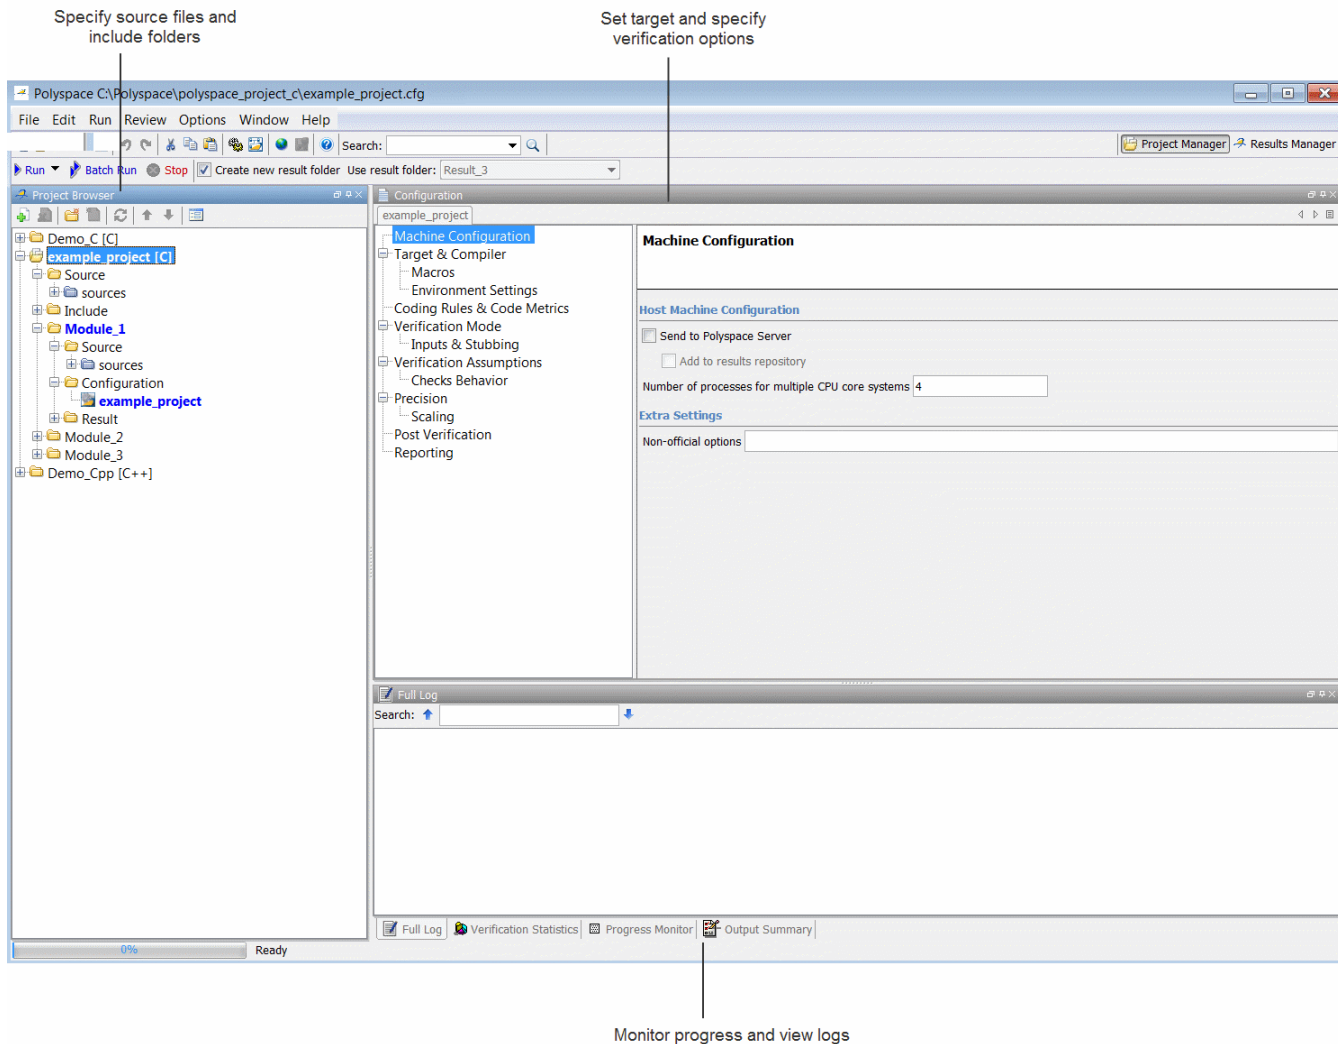 Specify source files and
include folders
Set target and specify
verification options
Polyspace C:\Polyspace\polyspace_project_c\example_project.cfg
File Edit Run Review Options Window Help
Search:
Project Manager Results Manager
Run Batch Run Stop Create new result folder Use result folder: Result_3
Project Browser
Demo_C [C]
example_project [C]
Source
sources
Include
Module_1
Source
sources
Configuration
example_project
Result
Module_2
Module_3
Demo_Cpp [C++]
Configuration
example_project
Machine Configuration
Target & Compiler
Macros
Environment Settings
Coding Rules & Code Metrics
Verification Mode
Inputs & Stubbing
Verification Assumptions
Checks Behavior
Precision
Scaling
Post Verification
Reporting
Machine Configuration
Host Machine Configuration
Send to Polyspace Server
Add to results repository
Number of processes for multiple CPU core systems 4
Extra Settings
Non-official options
Full Log
Search:
Full Log Verification Statistics Progress Monitor Output Summary
0% Ready
Monitor progress and view logs